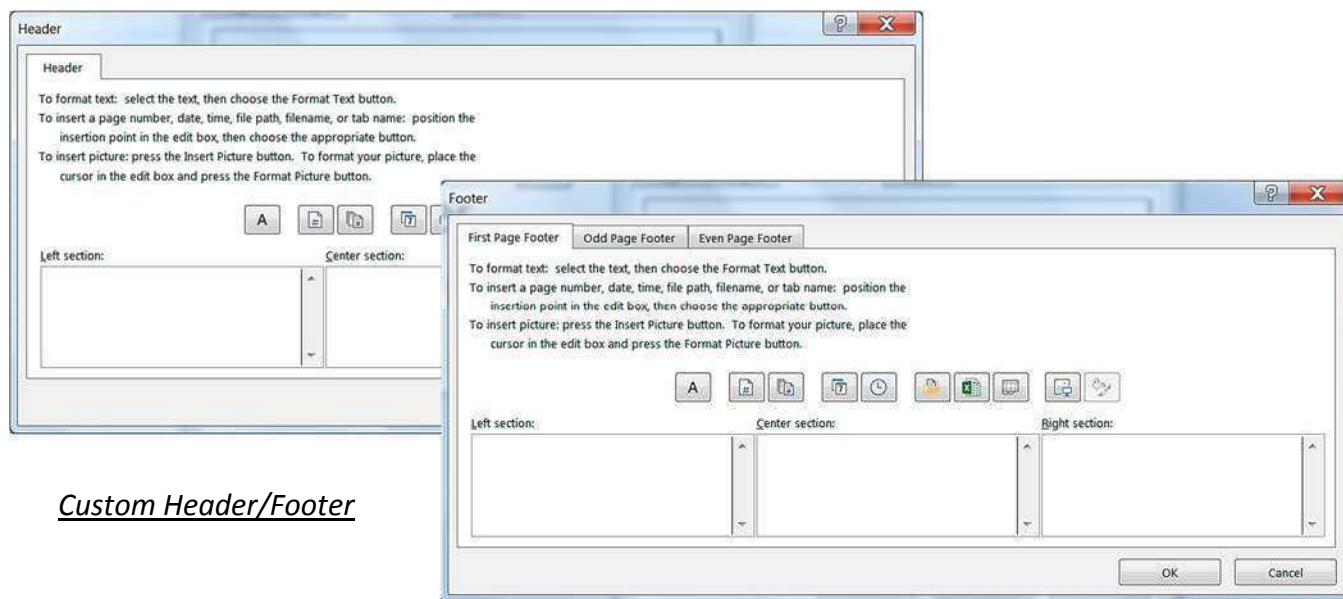 Header
Header
To format text: select the text, then choose the Format Text button.
To insert a page number, date, time, file path, filename, or tab name: position the
insertion point in the edit box, then choose the appropriate button.
To insert picture: press the Insert Picture button. To format your picture, place the
cursor in the edit box and press the Format Picture button.
A
Left section:
Center section:
Footer
First Page Footer
Odd Page Footer
Even Page Footer
To format text: select the text, then choose the Format Text button.
To insert a page number, date, time, file path, filename, or tab name: position the
insertion point in the edit box, then choose the appropriate button.
To insert picture: press the Insert Picture button. To format your picture, place the
cursor in the edit box and press the Format Picture button.
A
Left section:
Center section:
Right section:
OK
Cancel
Custom Header/Footer